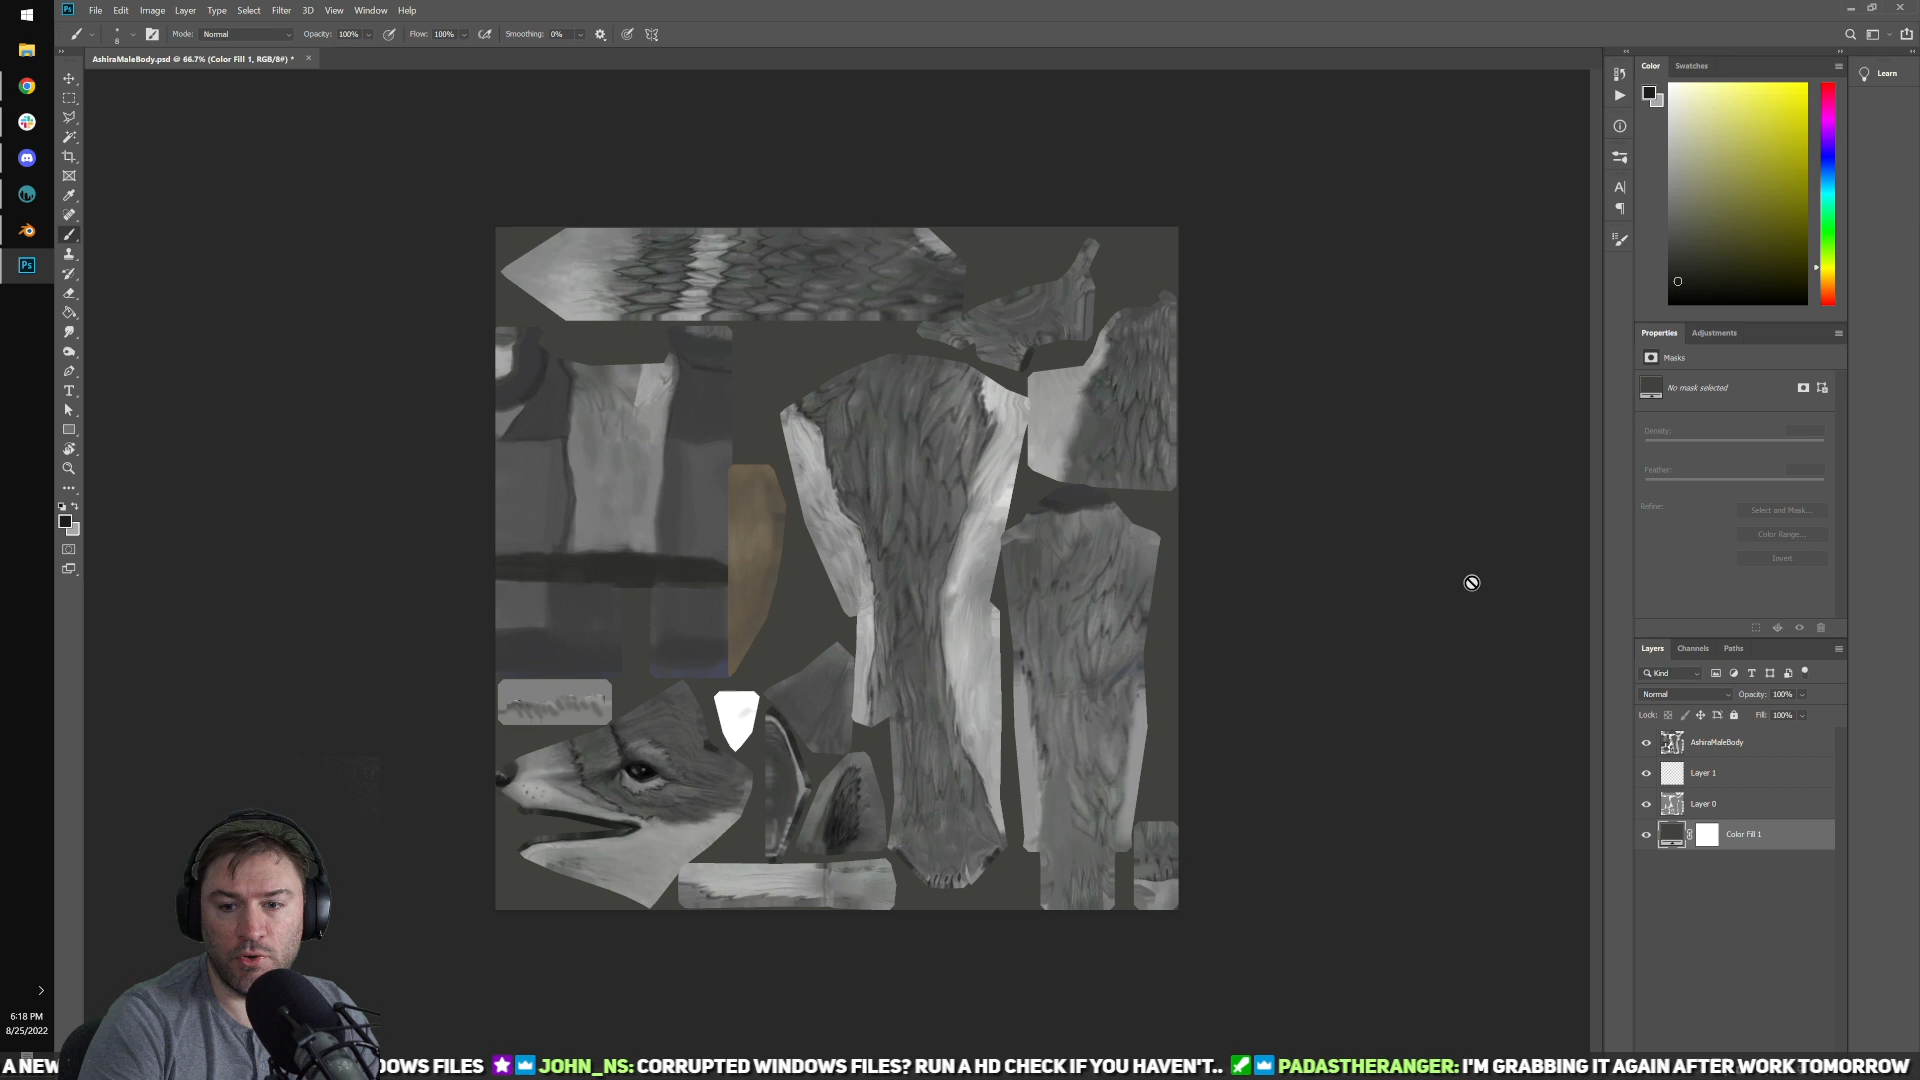 File Edit Image Layer Type Select Filter 3D View Window Help
8 Mode: Normal Opacity: 100% Flow: 100% Smoothing: 0%
AshiraMaleBody.psd @ 66.7% (Color Fill 1, RGB/8#) *
Color Swatches
Learn
Properties Adjustments
Masks
No mask selected
Density:
Feather:
Refine: Select and Mask...
Color Range...
Invert
Layers Channels Paths
Kind
Normal Opacity: 100%
Lock: Fill: 100%
AshiraMaleBody
Layer 1
Layer 0
Color Fill 1
6:18 PM
8/25/2022
A NEW DOWS FILES JOHN_NS: CORRUPTED WINDOWS FILES? RUN A HD CHECK IF YOU HAVEN'T.. PADASTHERANGER: I'M GRABBING IT AGAIN AFTER WORK TOMORROW